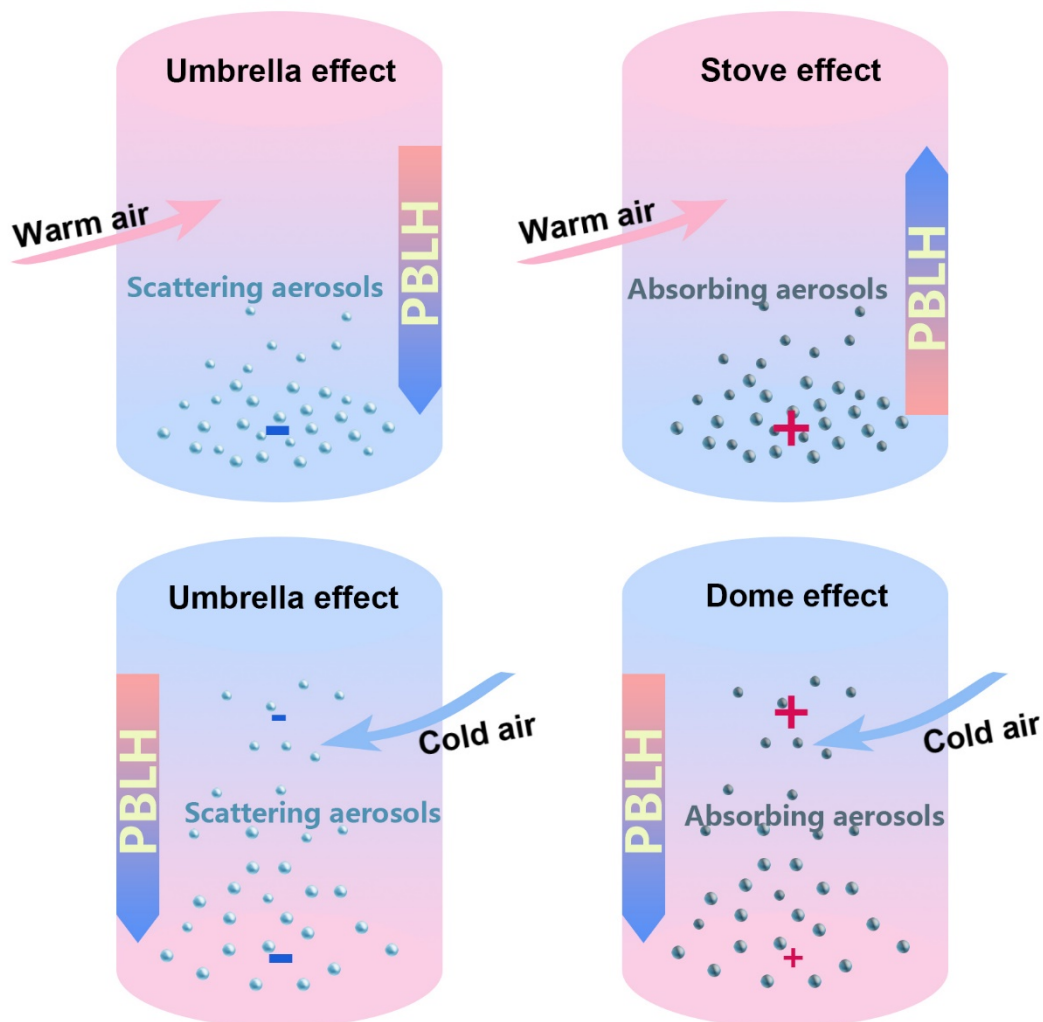 Umbrella effect
Warm air
Scattering aerosols
PBLH
Stove effect
Warm air
Absorbing aerosols
PBLH
Umbrella effect
PBLH
Cold air
Scattering aerosols
Dome effect
PBLH
Cold air
Absorbing aerosols